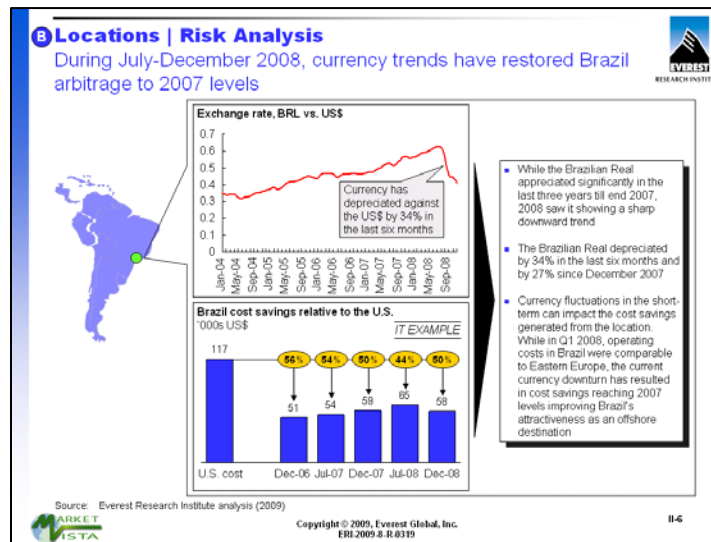 B Locations | Risk Analysis
During July-December 2008, currency trends have restored Brazil
arbitrage to 2007 levels
EVEREST
RESEARCH INSTIT
Exchange rate, BRL vs. US$
0.7
0.6
0.5
0.4
0.3
0.2
0.1
0
Currency has
depreciated against
the US$ by 34% in
the last six months
Jan-04 May-04 Sep-04 Jan-05 May-05 Sep-05 Jan-06 May-06 Sep-06 Jan-07 May-07 Sep-07 Jan-08 May-08 Sep-08
Brazil cost savings relative to the U.S.
'000s US$
IT EXAMPLE
117 56% 54% 50% 44% 50%
51 54 59 65 58
U.S. cost Dec-06 Jul-07 Dec-07 Jul-08 Dec-08
While the Brazilian Real
appreciated significantly in the
last three years till end 2007,
2008 saw it showing a sharp
downward trend
The Brazilian Real depreciated
by 34% in the last six months and
by 27% since December 2007
Currency fluctuations in the short-
term can impact the cost savings
generated from the location.
While in Q1 2008, operating
costs in Brazil were comparable
to Eastern Europe, the current
currency downturn has resulted
in cost savings reaching 2007
levels improving Brazil's
attractiveness as an offshore
destination
Source: Everest Research Institute analysis (2009)
MARKET
VISTA
Copyright © 2009, Everest Global, Inc.
ERI-2009-8-R-0319
II-6